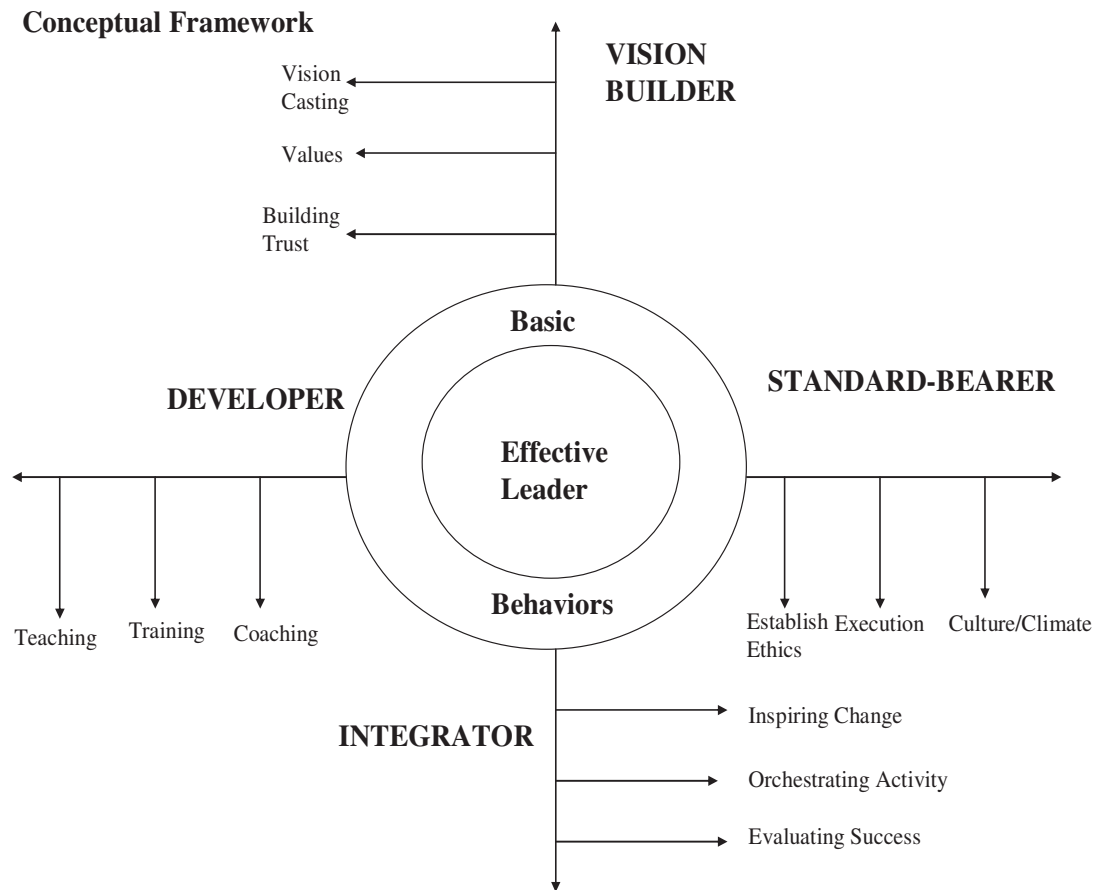 Conceptual Framework
VISION
BUILDER
Vision
Casting
Values
Building
Trust
Basic
DEVELOPER
STANDARD-BEARER
Effective
Leader
Behaviors
Teaching
Training
Coaching
Establish
Ethics
Execution
Culture/Climate
INTEGRATOR
Inspiring Change
Orchestrating Activity
Evaluating Success